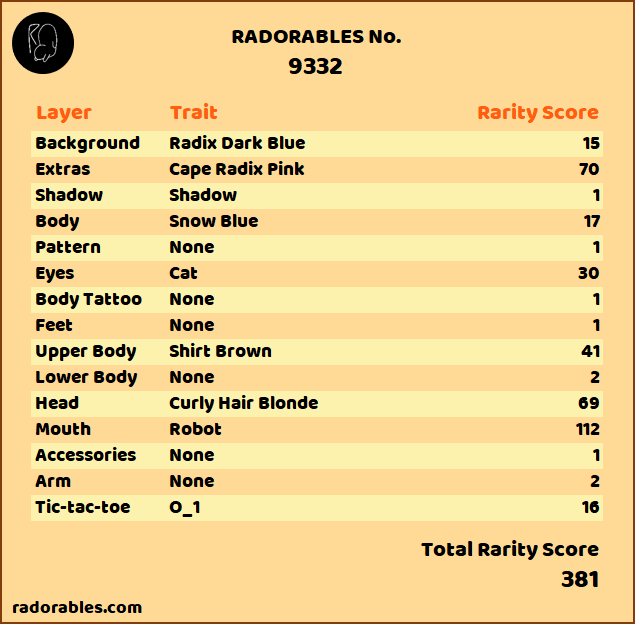 RADORABLES No.
9332
Layer Trait Rarity Score
Background Radix Dark Blue 15
Extras Cape Radix Pink 70
Shadow Shadow 1
Body Snow Blue 17
Pattern None 1
Eyes Cat 30
Body Tattoo None 1
Feet None 1
Upper Body Shirt Brown 41
Lower Body None 2
Head Curly Hair Blonde 69
Mouth Robot 112
Accessories None 1
Arm None 2
Tic-tac-toe O_1 16
Total Rarity Score
381
radorables.com